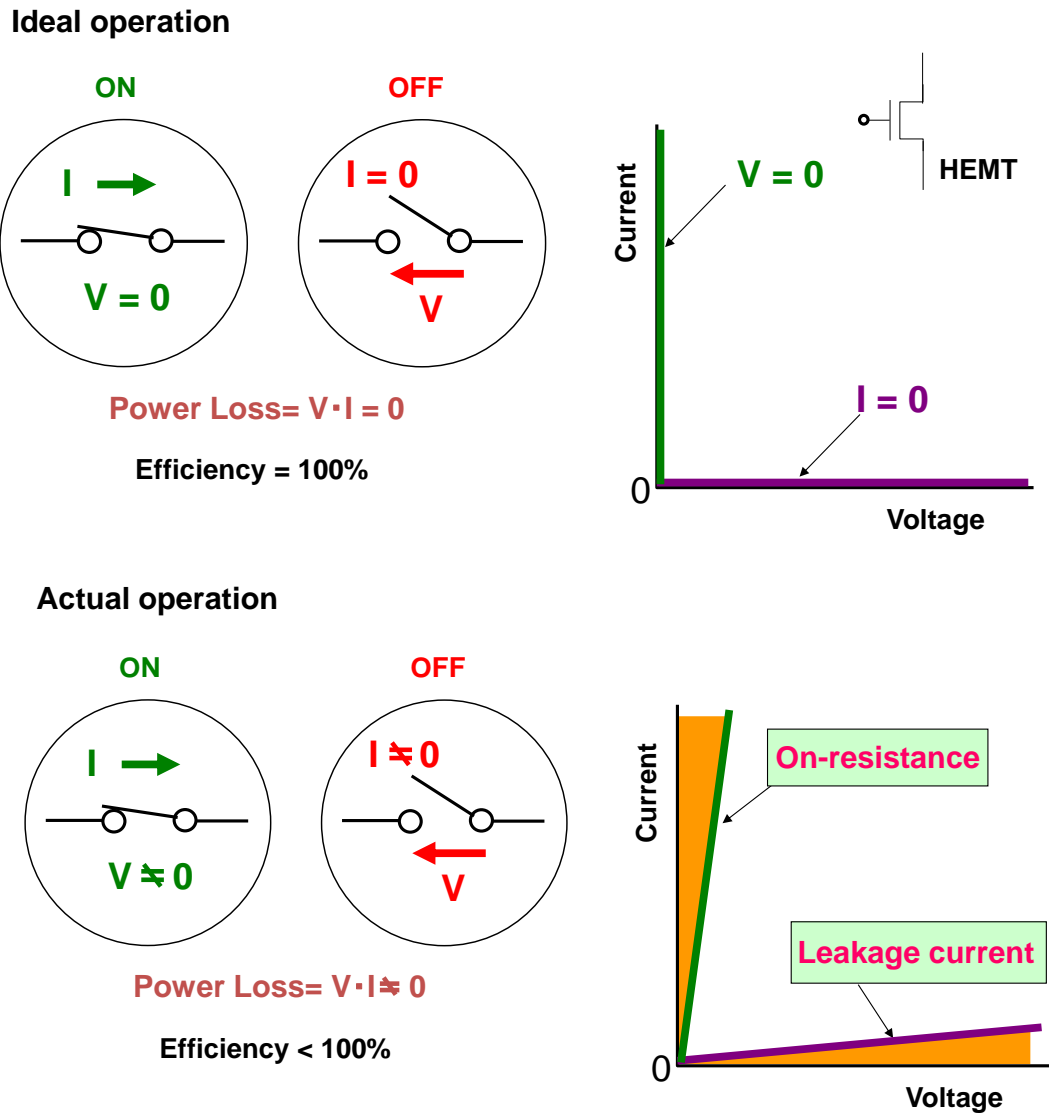 Ideal operation
ON
OFF
I
V = 0
I = 0
V
Power Loss= V·I = 0
Efficiency = 100%
Current
V = 0
HEMT
I = 0
0
Voltage
Actual operation
ON
OFF
I
V ≒̸ 0
I ≒̸ 0
V
Power Loss= V·I≒̸ 0
Efficiency < 100%
Current
On-resistance
Leakage current
0
Voltage